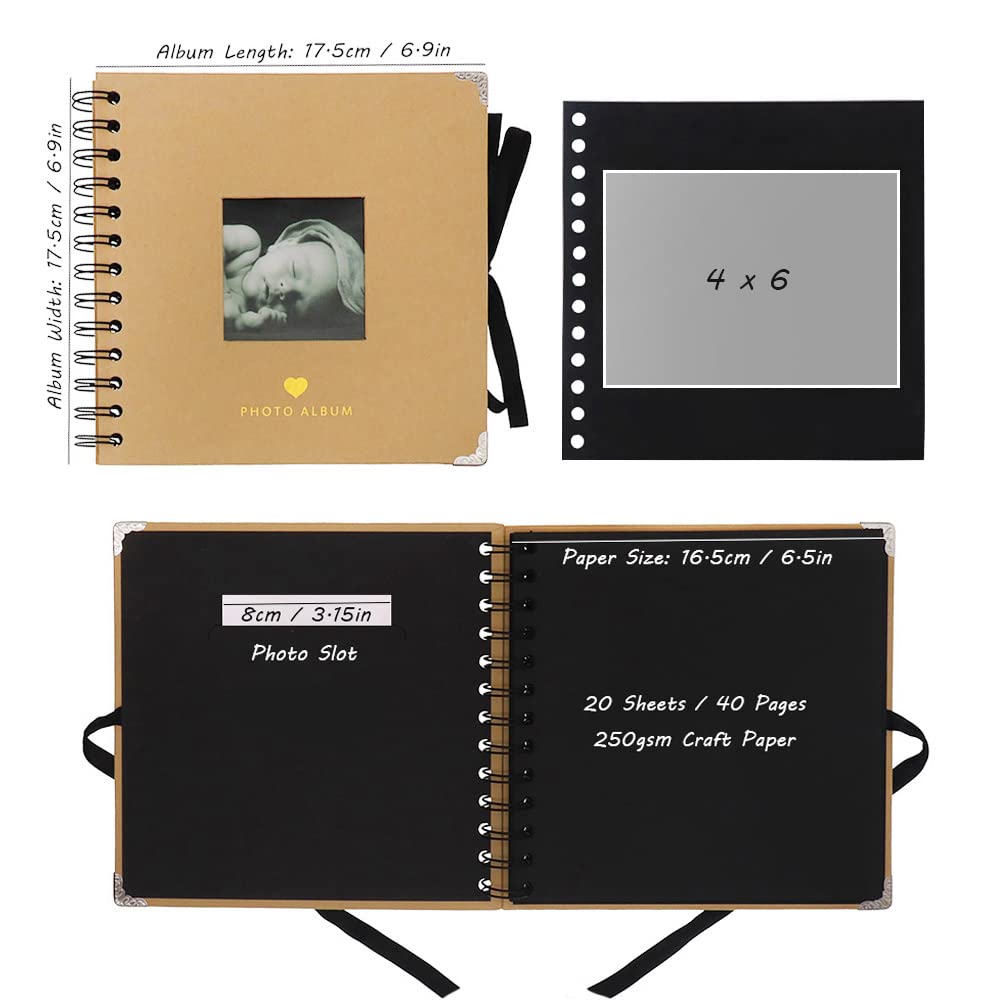 Album Length: 17.5cm / 6.9in
Album Width: 17.5cm / 6.9in
PHOTO ALBUM
4 x 6
8cm / 3.15in
Photo Slot
Paper Size: 16.5cm / 6.5in
20 Sheets / 40 Pages
250gsm Craft Paper